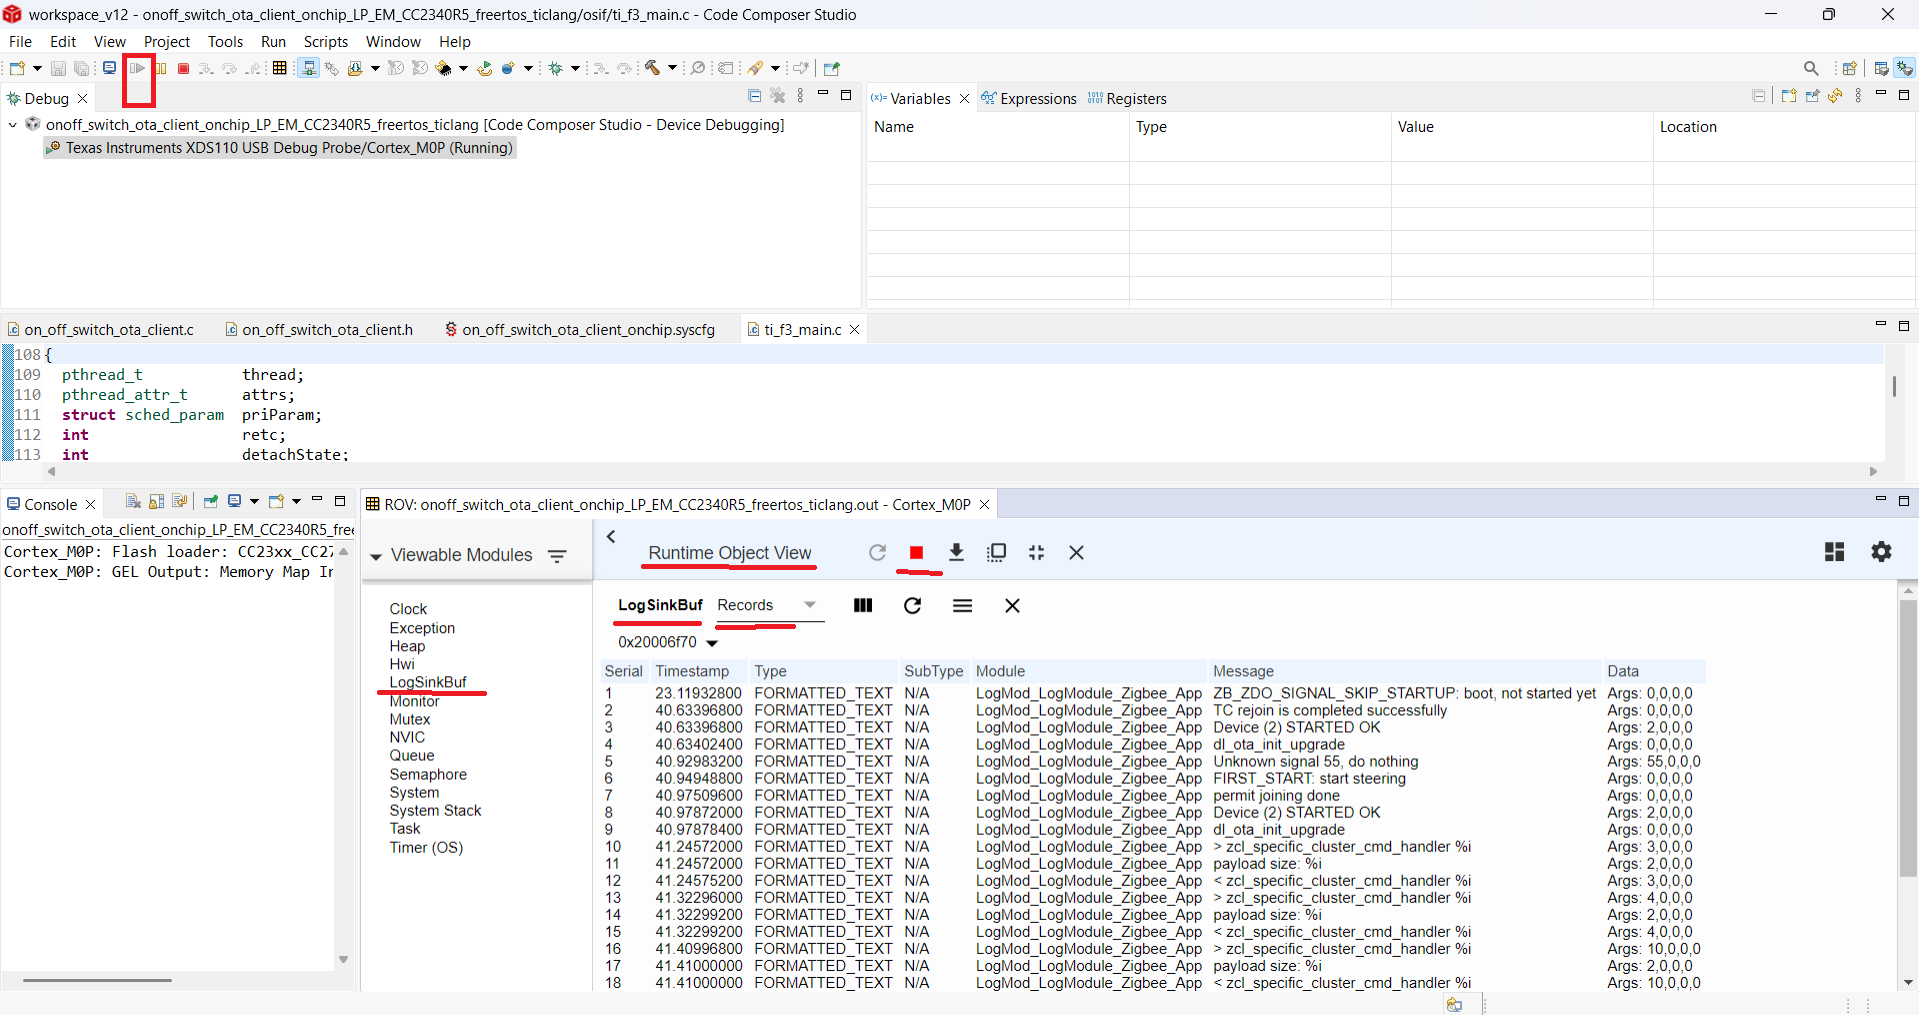 workspace_v12 - onoff_switch_ota_client_onchip_LP_EM_CC2340R5_freertos_ticlang/osif/ti_f3_main.c - Code Composer Studio
File Edit View Project Tools Run Scripts Window Help
Debug
onoff_switch_ota_client_onchip_LP_EM_CC2340R5_freertos_ticlang [Code Composer Studio - Device Debugging]
Texas Instruments XDS110 USB Debug Probe/Cortex_M0P (Running)
(x)= Variables Expressions 1010 0101 Registers
Name Type Value Location
on_off_switch_ota_client.c on_off_switch_ota_client.h on_off_switch_ota_client_onchip.syscfg ti_f3_main.c
108 {
109 pthread_t thread;
110 pthread_attr_t attrs;
111 struct sched_param priParam;
112 int retc;
113 int detachState;
Console
onoff_switch_ota_client_onchip_LP_EM_CC2340R5_free
Cortex_M0P: Flash loader: CC23xx_CC27
Cortex_M0P: GEL Output: Memory Map Ir
ROV: onoff_switch_ota_client_onchip_LP_EM_CC2340R5_freertos_ticlang.out - Cortex_M0P
Viewable Modules
Clock
Exception
Heap
Hwi
LogSinkBuf
Monitor
Mutex
NVIC
Queue
Semaphore
System
System Stack
Task
Timer (OS)
Runtime Object View
LogSinkBuf Records
0x20006f70
Serial Timestamp Type SubType Module Message Data
1 23.11932800 FORMATTED_TEXT N/A LogMod_LogModule_Zigbee_App ZB_ZDO_SIGNAL_SKIP_STARTUP: boot, not started yet Args: 0,0,0,0
2 40.63396800 FORMATTED_TEXT N/A LogMod_LogModule_Zigbee_App TC rejoin is completed successfully Args: 0,0,0,0
3 40.63396800 FORMATTED_TEXT N/A LogMod_LogModule_Zigbee_App Device (2) STARTED OK Args: 2,0,0,0
4 40.63402400 FORMATTED_TEXT N/A LogMod_LogModule_Zigbee_App dl_ota_init_upgrade Args: 0,0,0,0
5 40.92983200 FORMATTED_TEXT N/A LogMod_LogModule_Zigbee_App Unknown signal 55, do nothing Args: 55,0,0,0
6 40.94948800 FORMATTED_TEXT N/A LogMod_LogModule_Zigbee_App FIRST_START: start steering Args: 0,0,0,0
7 40.97509600 FORMATTED_TEXT N/A LogMod_LogModule_Zigbee_App permit joining done Args: 0,0,0,0
8 40.97872000 FORMATTED_TEXT N/A LogMod_LogModule_Zigbee_App Device (2) STARTED OK Args: 2,0,0,0
9 40.97878400 FORMATTED_TEXT N/A LogMod_LogModule_Zigbee_App dl_ota_init_upgrade Args: 0,0,0,0
10 41.24572000 FORMATTED_TEXT N/A LogMod_LogModule_Zigbee_App > zcl_specific_cluster_cmd_handler %i Args: 3,0,0,0
11 41.24572000 FORMATTED_TEXT N/A LogMod_LogModule_Zigbee_App payload size: %i Args: 2,0,0,0
12 41.24575200 FORMATTED_TEXT N/A LogMod_LogModule_Zigbee_App < zcl_specific_cluster_cmd_handler %i Args: 3,0,0,0
13 41.32296000 FORMATTED_TEXT N/A LogMod_LogModule_Zigbee_App > zcl_specific_cluster_cmd_handler %i Args: 4,0,0,0
14 41.32299200 FORMATTED_TEXT N/A LogMod_LogModule_Zigbee_App payload size: %i Args: 2,0,0,0
15 41.32299200 FORMATTED_TEXT N/A LogMod_LogModule_Zigbee_App < zcl_specific_cluster_cmd_handler %i Args: 4,0,0,0
16 41.40996800 FORMATTED_TEXT N/A LogMod_LogModule_Zigbee_App > zcl_specific_cluster_cmd_handler %i Args: 10,0,0,0
17 41.41000000 FORMATTED_TEXT N/A LogMod_LogModule_Zigbee_App payload size: %i Args: 2,0,0,0
18 41.41000000 FORMATTED_TEXT N/A LogMod_LogModule_Zigbee_App < zcl_specific_cluster_cmd_handler %i Args: 10,0,0,0